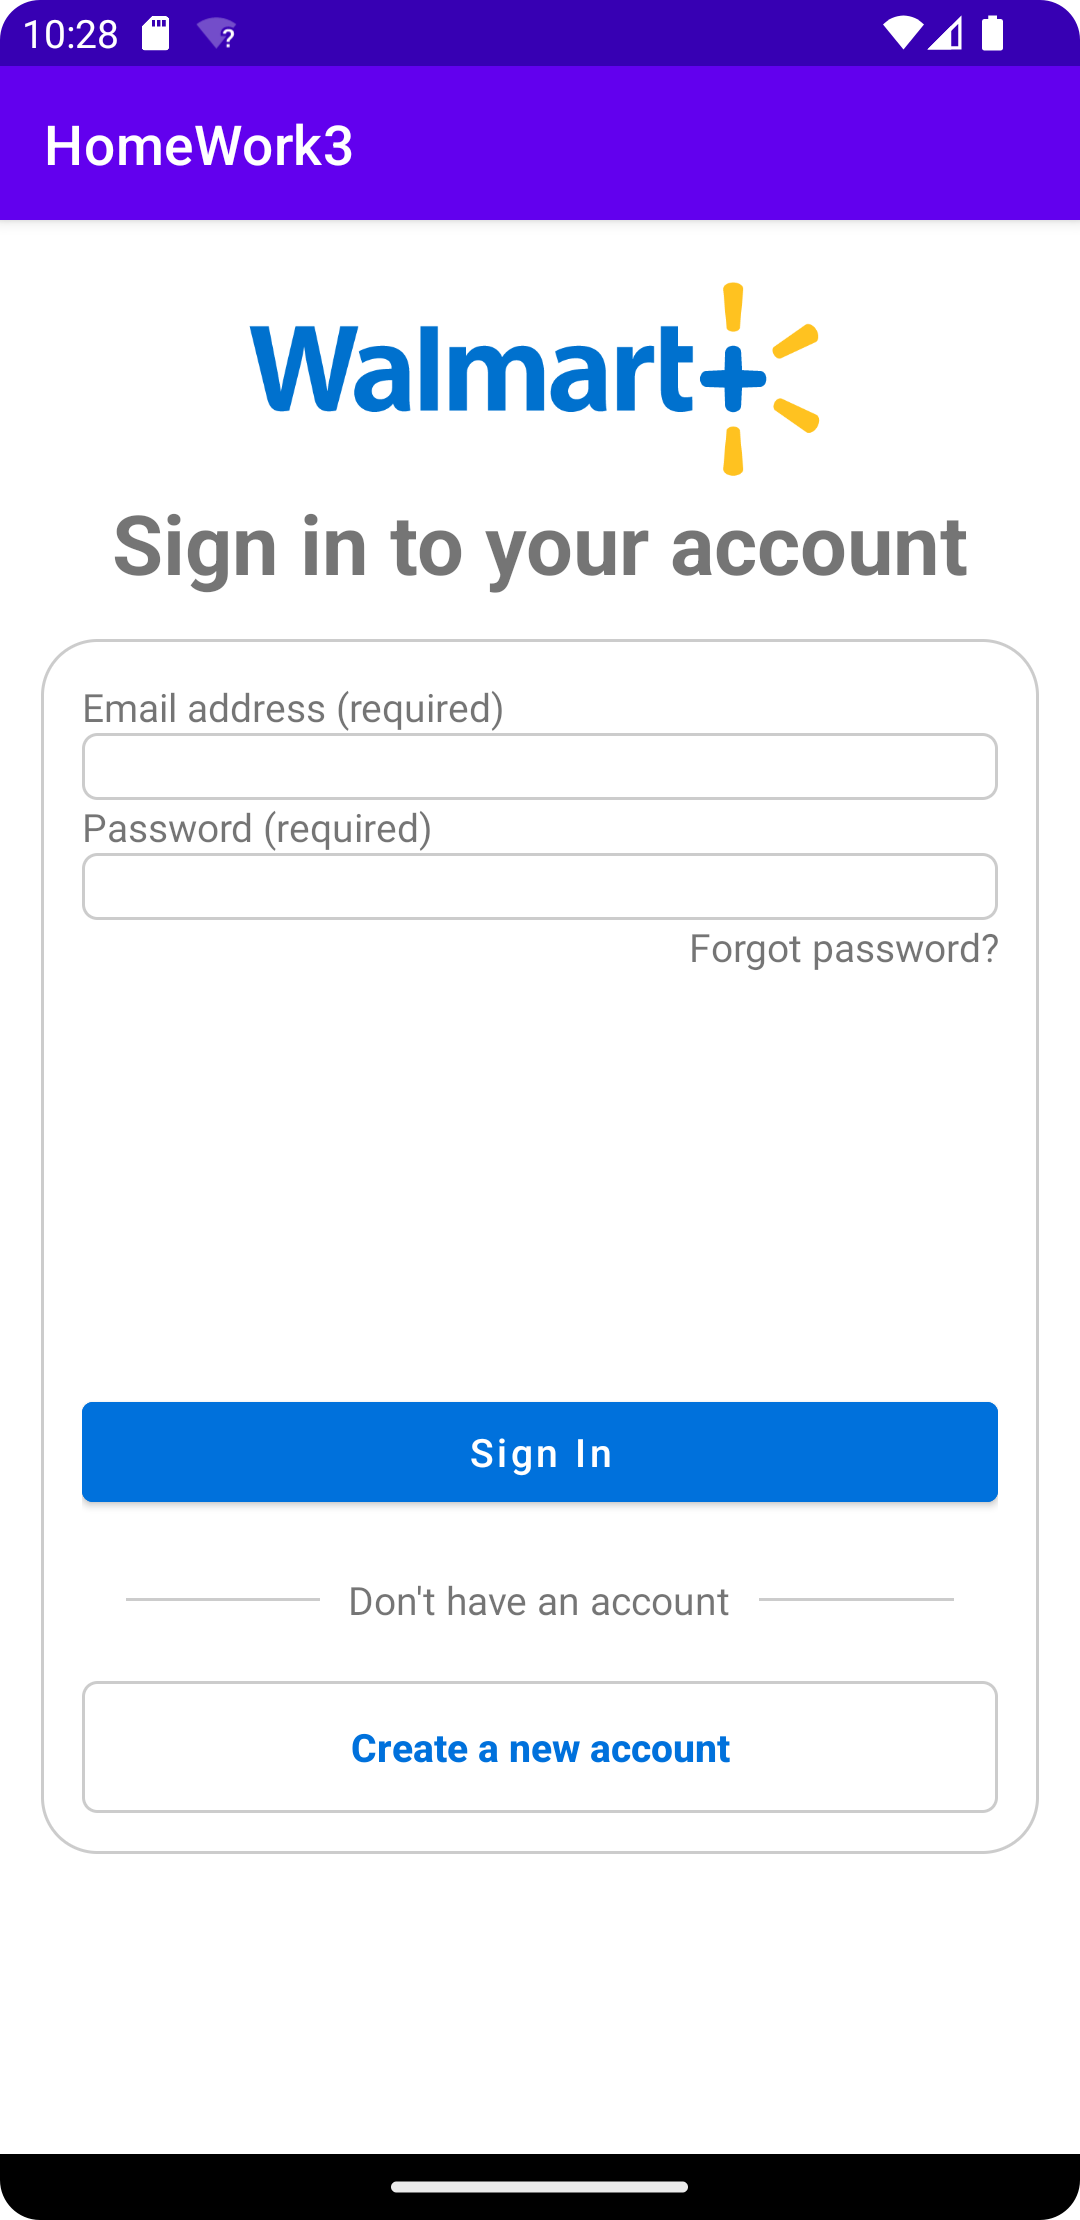 10:28
HomeWork3
Walmart+
Sign in to your account
Email address (required)
Password (required)
Forgot password?
Sign In
Don't have an account
Create a new account